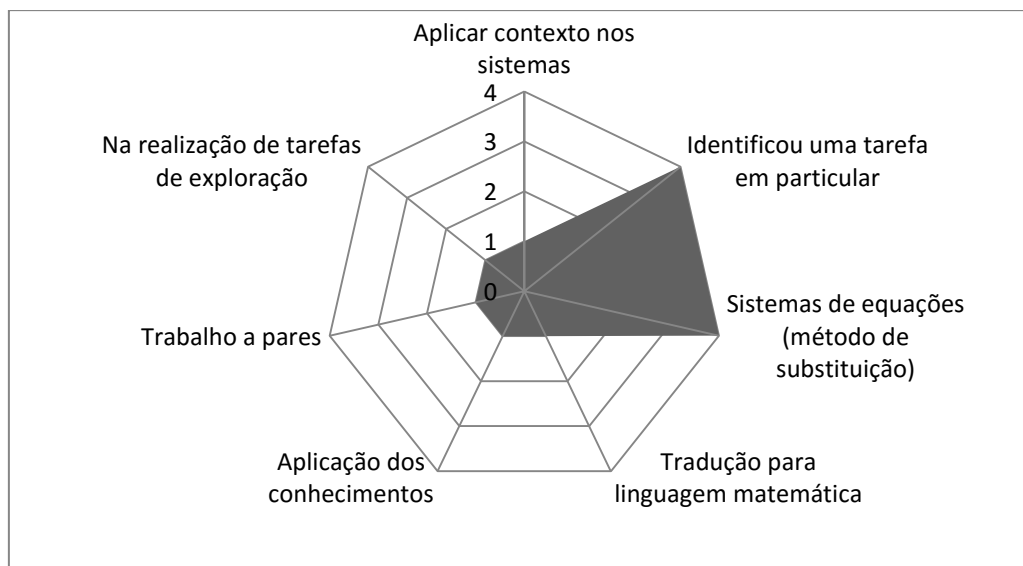 Aplicar contexto nos
sistemas
4
3
2
1
0
Identificou uma tarefa
em particular
Sistemas de equações
(método de
substituição)
Tradução para
linguagem matemática
Aplicação dos
conhecimentos
Trabalho a pares
Na realização de tarefas
de exploração